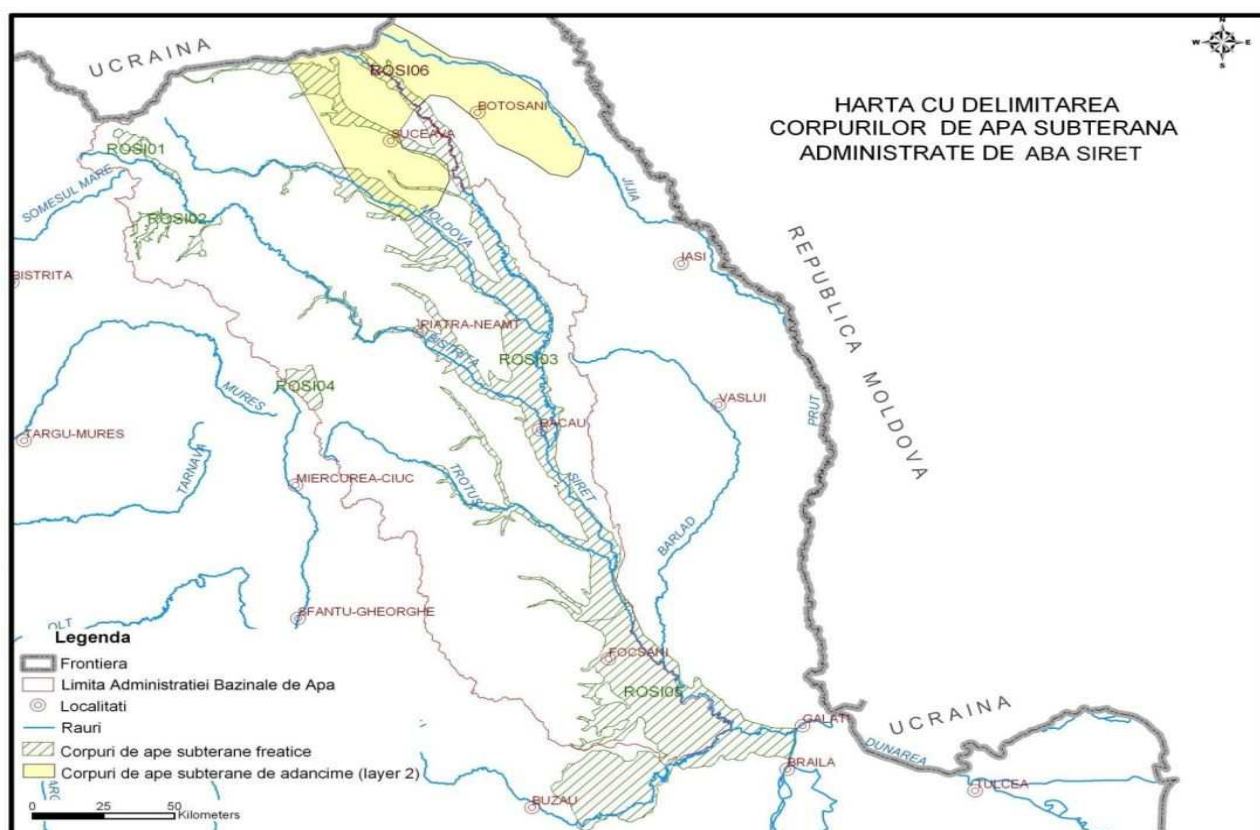 N
W
E
S
HARTA CU DELIMITAREA
CORPURILOR DE APA SUBTERANA
ADMINISTRATE DE ABA SIRET
UCRAINA
ROSI06
BOTOSANI
SUCEAVA
ROSI01
SOMESUL MARE
ROSI02
MOLDOVA
JIJIA
IASI
REPUBLICA MOLDOVA
BISTRITA
PIATRA-NEAMT
BISTRITA
ROSI03
ROSI04
MURES
VASLUI
PRUT
TARGU-MURES
BACAU
TARNAVA
MIERCUREA-CIUC
TROTUS
SIRET
BARLAD
SFANTU-GHEORGHE
OLT
FOCSANI
ROSI05
GALATI
UCRAINA
DUNAREA
BRAILA
TULCEA
BUZAU
Legenda
Frontiera
Limita Administratiei Bazinale de Apa
Localitati
Rauri
Corpuri de ape subterane freatice
Corpuri de ape subterane de adancime (layer 2)
0 25 50
Kilometers